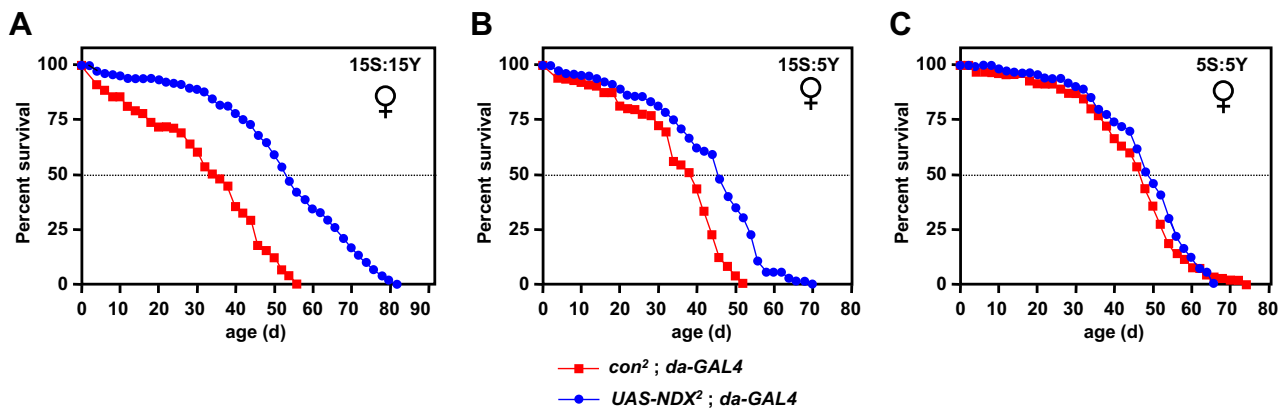 A
15S:15Y
♀
Percent survival
100
75
50
25
0
0 10 20 30 40 50 60 70 80 90
age (d)
B
15S:5Y
♀
Percent survival
100
75
50
25
0
0 10 20 30 40 50 60 70 80
age (d)
C
5S:5Y
♀
Percent survival
100
75
50
25
0
0 10 20 30 40 50 60 70 80
age (d)
con² ; da-GAL4
UAS-NDX² ; da-GAL4